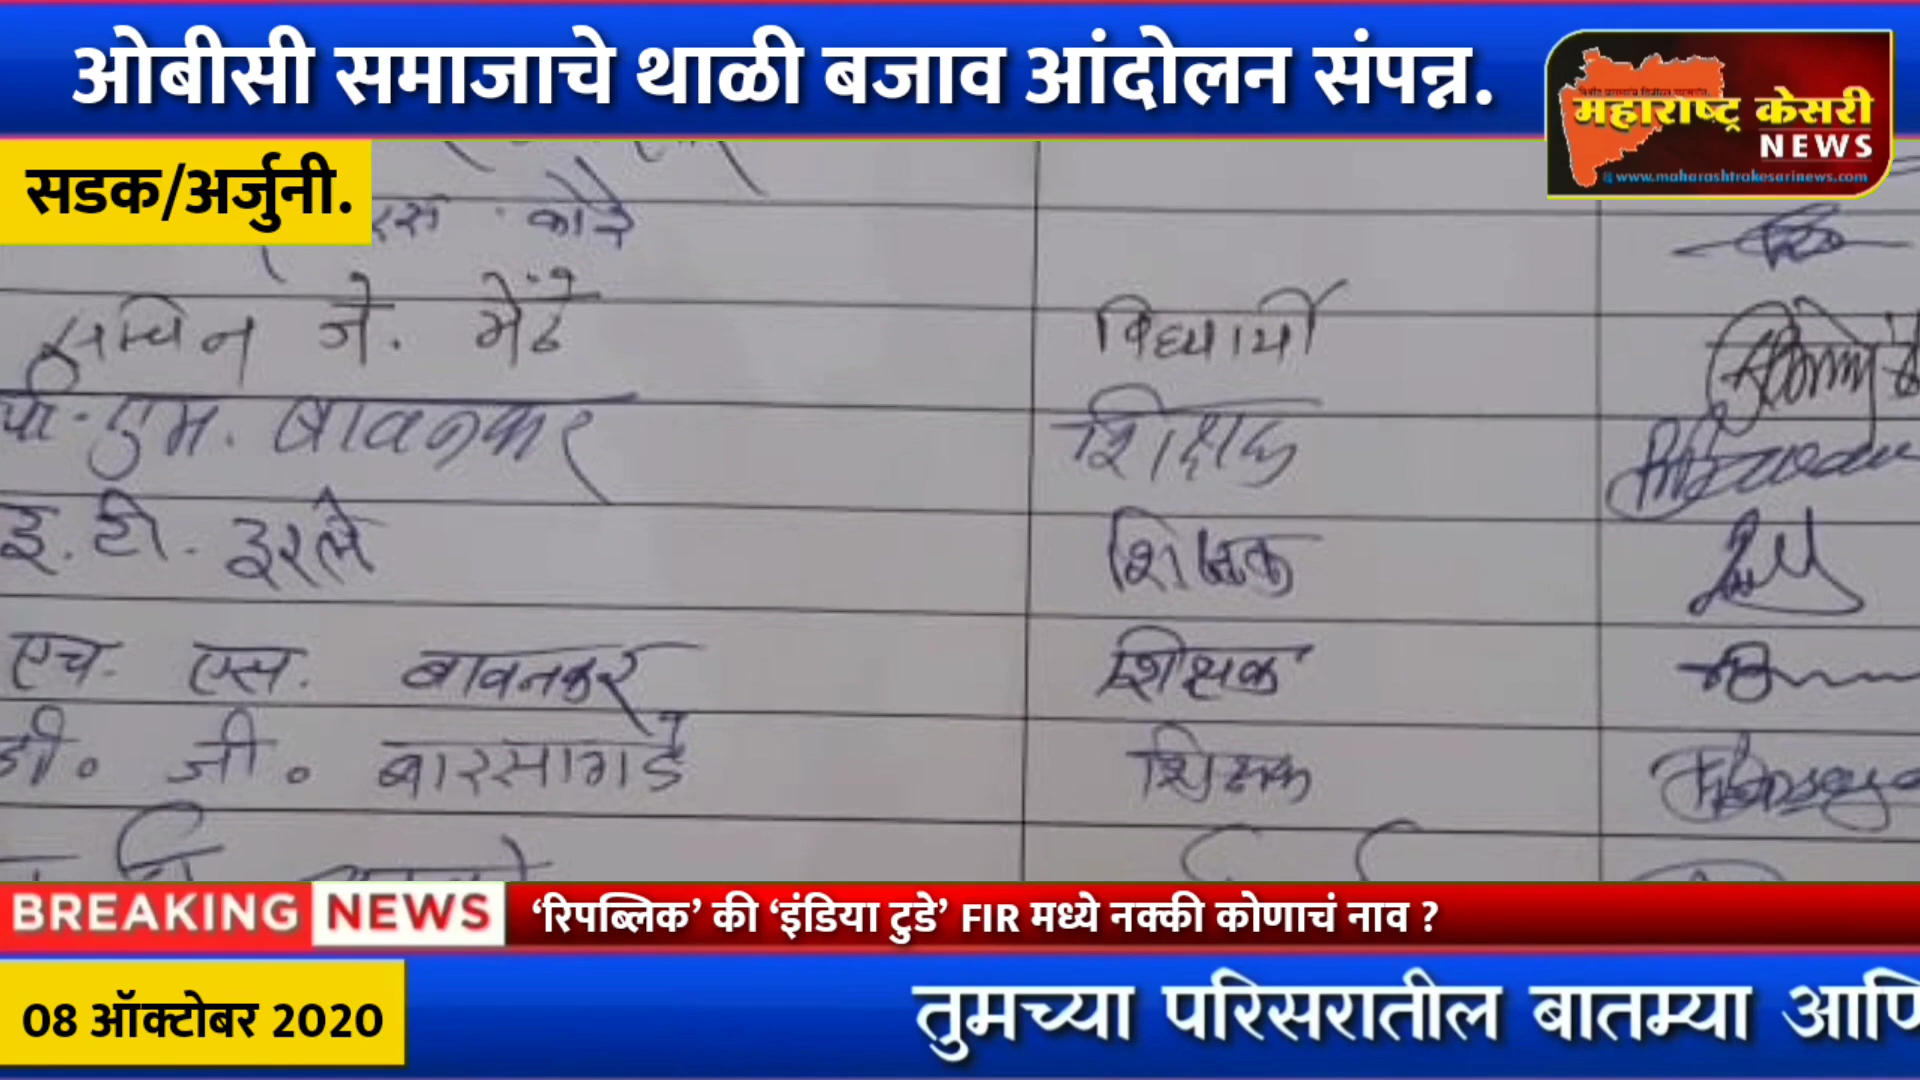 ओबीसी समाजाचे थाळी बजाव आंदोलन संपन्न.
महाराष्ट्र केसरी
NEWS
www.maharashtrakesarinews.com
सडक/अर्जुनी.
सचिन जे. मेंढे विद्यार्थी
पी. एम. बावनकर शिक्षक
इ. टी. इरले शिक्षक
एच. एस. बावनकर शिक्षक
डी. जी. बारसागडे शिक्षक
BREAKING NEWS ‘रिपब्लिक’ की ‘इंडिया टुडे’ FIR मध्ये नक्की कोणाचं नाव ?
08 ऑक्टोबर 2020 तुमच्या परिसरातील बातम्या आणि